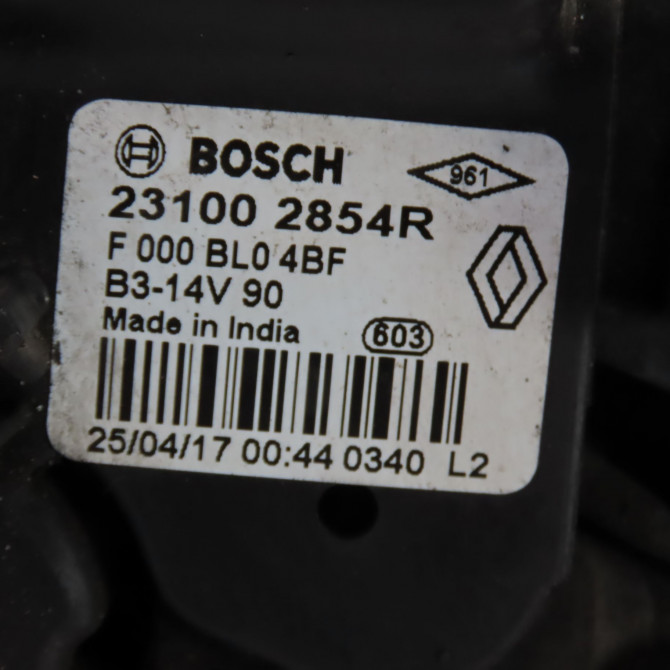 BOSCH 961
23100 2854R
F 000 BL0 4BF
B3-14V 90
Made in India 603
25/04/17 00:44 0340 L2